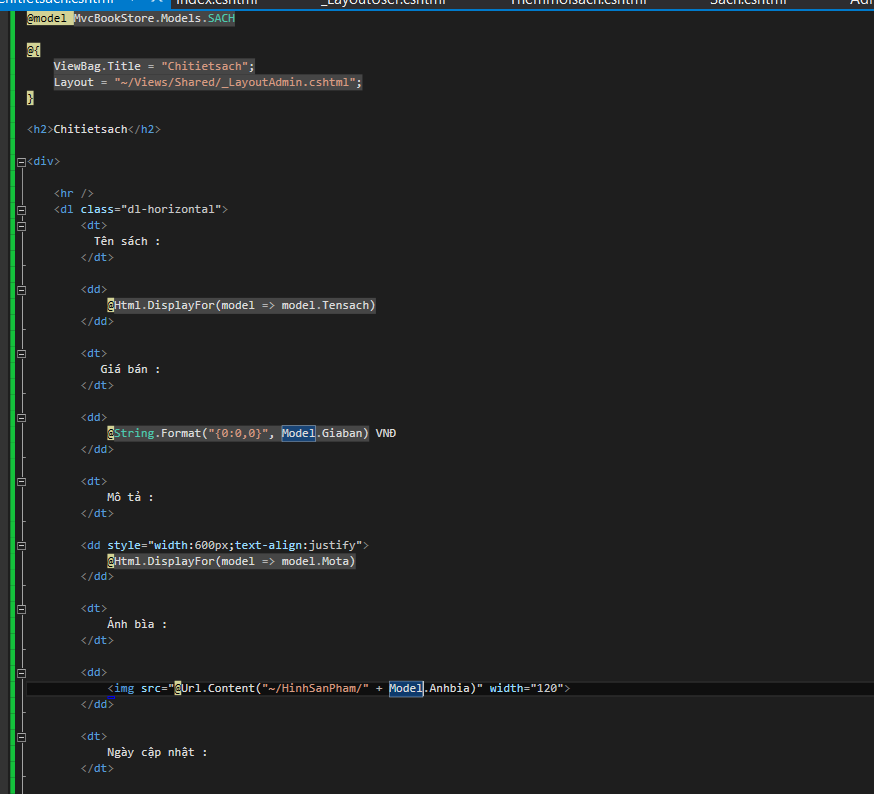 Chitietsach.cshtml Index.cshtml _LayoutUser.cshtml Themmoisach.cshtml Sach.cshtml
@model MvcBookStore.Models.SACH
@{
ViewBag.Title = "Chitietsach";
Layout = "~/Views/Shared/_LayoutAdmin.cshtml";
}
<h2>Chitietsach</h2>
<div>
<hr />
<dl class="dl-horizontal">
<dt>
Tên sách :
</dt>
<dd>
@Html.DisplayFor(model => model.Tensach)
</dd>
<dt>
Giá bán :
</dt>
<dd>
@String.Format("{0:0,0}", Model.Giaban) VNĐ
</dd>
<dt>
Mô tả :
</dt>
<dd style="width:600px;text-align:justify">
@Html.DisplayFor(model => model.Mota)
</dd>
<dt>
Ảnh bìa :
</dt>
<dd>
<img src="@Url.Content("~/HinhSanPham/" + Model.Anhbia)" width="120">
</dd>
<dt>
Ngày cập nhật :
</dt>